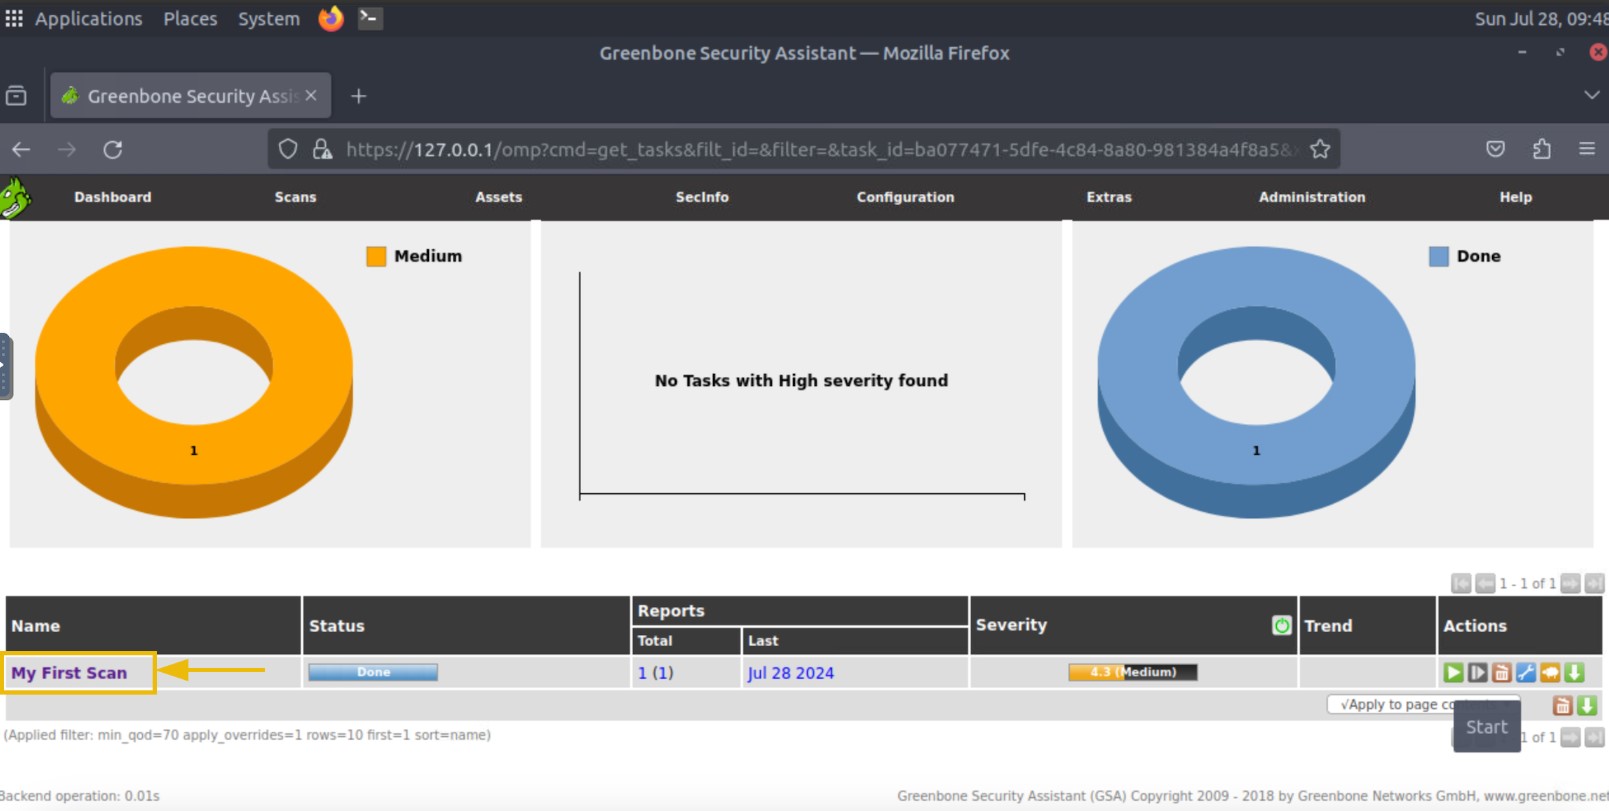 Applications Places System Sun Jul 28, 09:48
Greenbone Security Assistant — Mozilla Firefox
Greenbone Security Assis
https://127.0.0.1/omp?cmd=get_tasks&filt_id=&filter=&task_id=ba077471-5dfe-4c84-8a80-981384a4f8a5&
Dashboard Scans Assets SecInfo Configuration Extras Administration Help
Medium
1
No Tasks with High severity found
Done
1
1 - 1 of 1
Name Status Reports Severity Trend Actions
Total Last
My First Scan Done 1 (1) Jul 28 2024 4.3 (Medium)
√Apply to page
Start
(Applied filter: min_qod=70 apply_overrides=1 rows=10 first=1 sort=name)
1 of 1
Backend operation: 0.01s
Greenbone Security Assistant (GSA) Copyright 2009 - 2018 by Greenbone Networks GmbH, www.greenbone.net